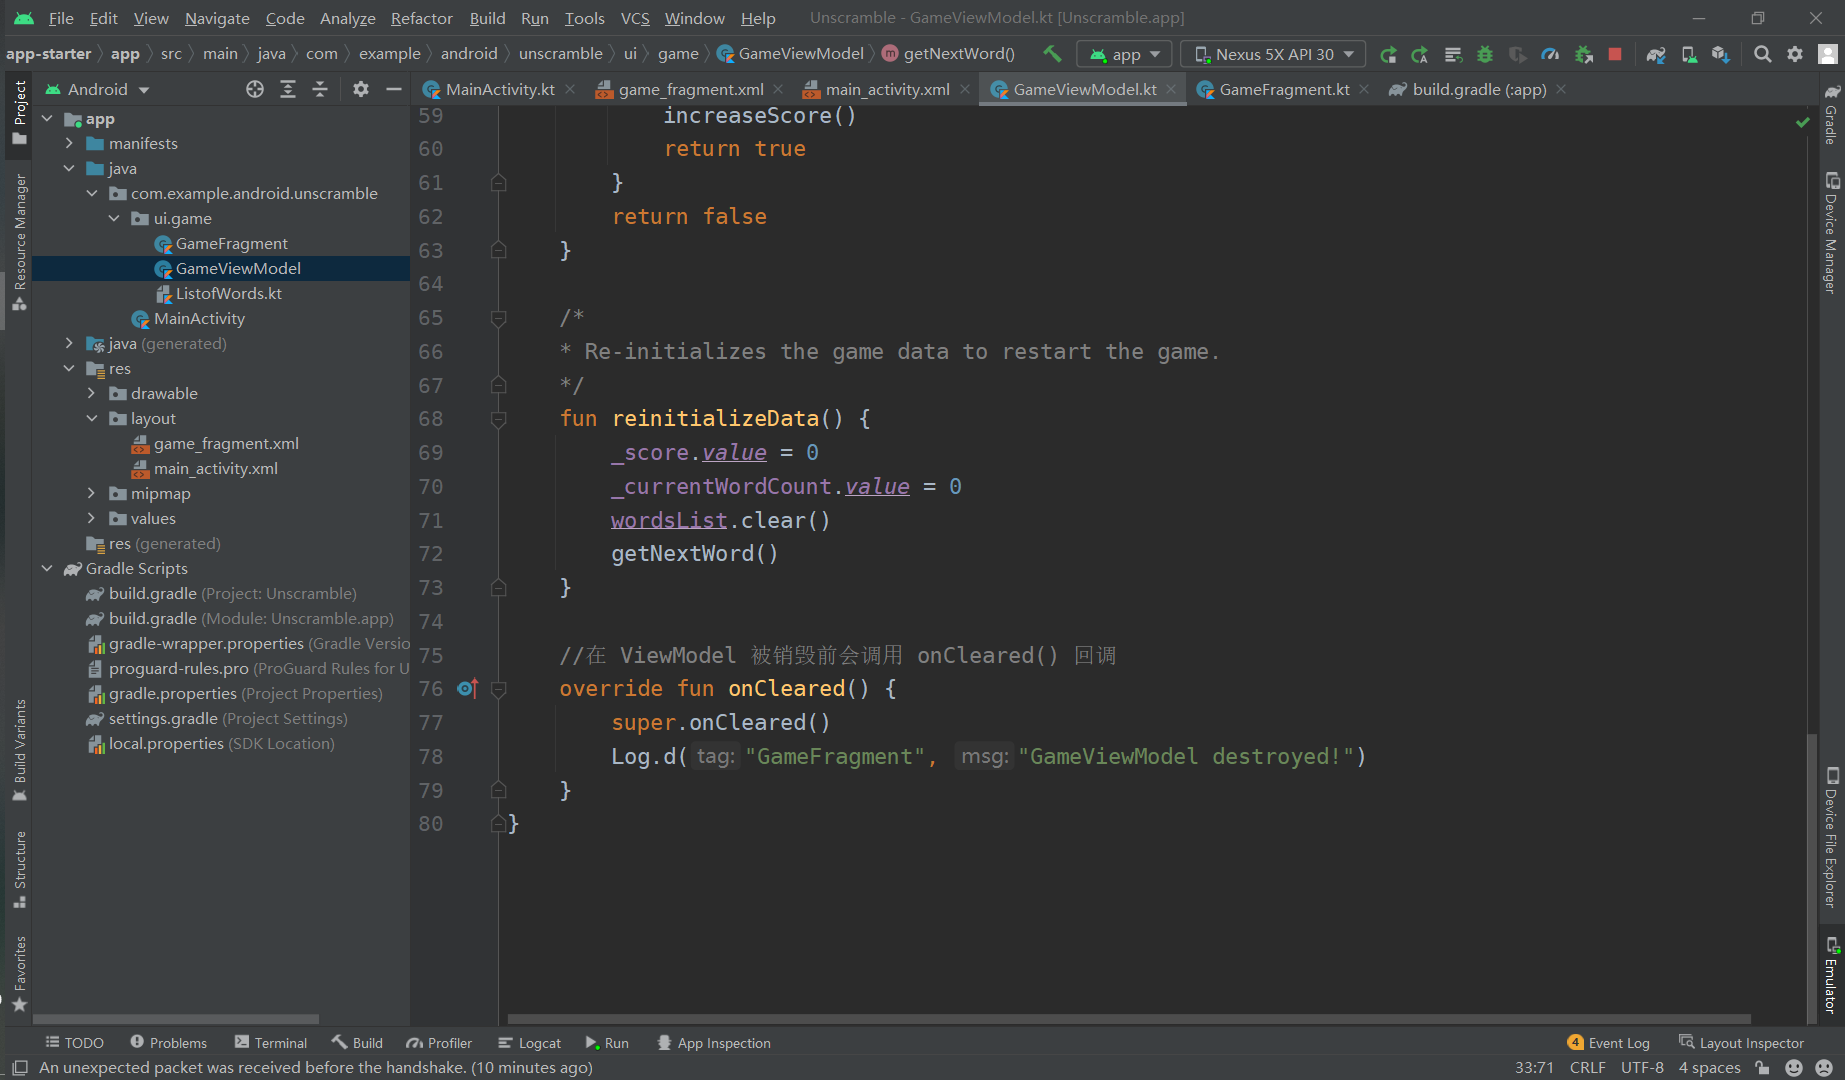 File Edit View Navigate Code Analyze Refactor Build Run Tools VCS Window Help Unscramble - GameViewModel.kt [Unscramble.app]
app-starter app src main java com example android unscramble ui game GameViewModel getNextWord() app Nexus 5X API 30
Android
MainActivity.kt game_fragment.xml main_activity.xml GameViewModel.kt GameFragment.kt build.gradle (:app)
Project
Resource Manager
Build Variants
Structure
Favorites
app
manifests
java
com.example.android.unscramble
ui.game
GameFragment
GameViewModel
ListofWords.kt
MainActivity
java (generated)
res
drawable
layout
game_fragment.xml
main_activity.xml
mipmap
values
res (generated)
Gradle Scripts
build.gradle (Project: Unscramble)
build.gradle (Module: Unscramble.app)
gradle-wrapper.properties (Gradle Versio
proguard-rules.pro (ProGuard Rules for U
gradle.properties (Project Properties)
settings.gradle (Project Settings)
local.properties (SDK Location)
59 increaseScore()
60 return true
61 }
62 return false
63 }
64
65 /*
66 * Re-initializes the game data to restart the game.
67 */
68 fun reinitializeData() {
69 _score.value = 0
70 _currentWordCount.value = 0
71 wordsList.clear()
72 getNextWord()
73 }
74
75 //在 ViewModel 被销毁前会调用 onCleared() 回调
76 override fun onCleared() {
77 super.onCleared()
78 Log.d( tag: "GameFragment", msg: "GameViewModel destroyed!")
79 }
80 }
Gradle
Device Manager
Device File Explorer
Emulator
TODO Problems Terminal Build Profiler Logcat Run App Inspection 4 Event Log Layout Inspector
An unexpected packet was received before the handshake. (10 minutes ago) 33:71 CRLF UTF-8 4 spaces